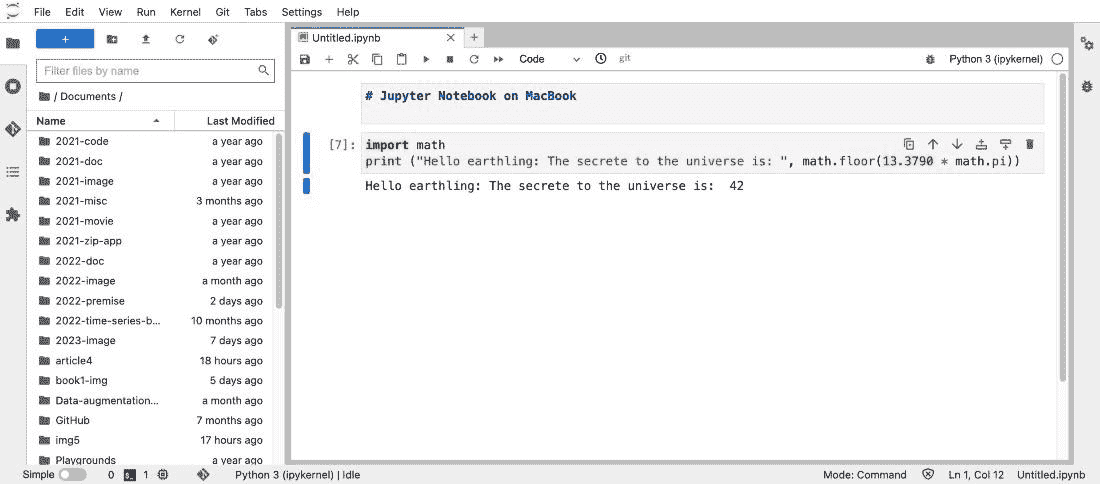 File Edit View Run Kernel Git Tabs Settings Help
+
Filter files by name
/ Documents /
Name Last Modified
2021-code a year ago
2021-doc a year ago
2021-image a year ago
2021-misc 3 months ago
2021-movie a year ago
2021-zip-app a year ago
2022-doc a year ago
2022-image a month ago
2022-premise 2 days ago
2022-time-series-b... 10 months ago
2023-image 7 days ago
article4 18 hours ago
book1-img 5 days ago
Data-augmentation... a month ago
GitHub 7 months ago
img5 17 hours ago
Playgrounds a year ago
Untitled.ipynb
Code git Python 3 (ipykernel)
# Jupyter Notebook on MacBook
[7]: import math
print ("Hello earthling: The secrete to the universe is: ", math.floor(13.3790 * math.pi))
Hello earthling: The secrete to the universe is:  42
Simple 0 1 Python 3 (ipykernel) | Idle Mode: Command Ln 1, Col 12 Untitled.ipynb